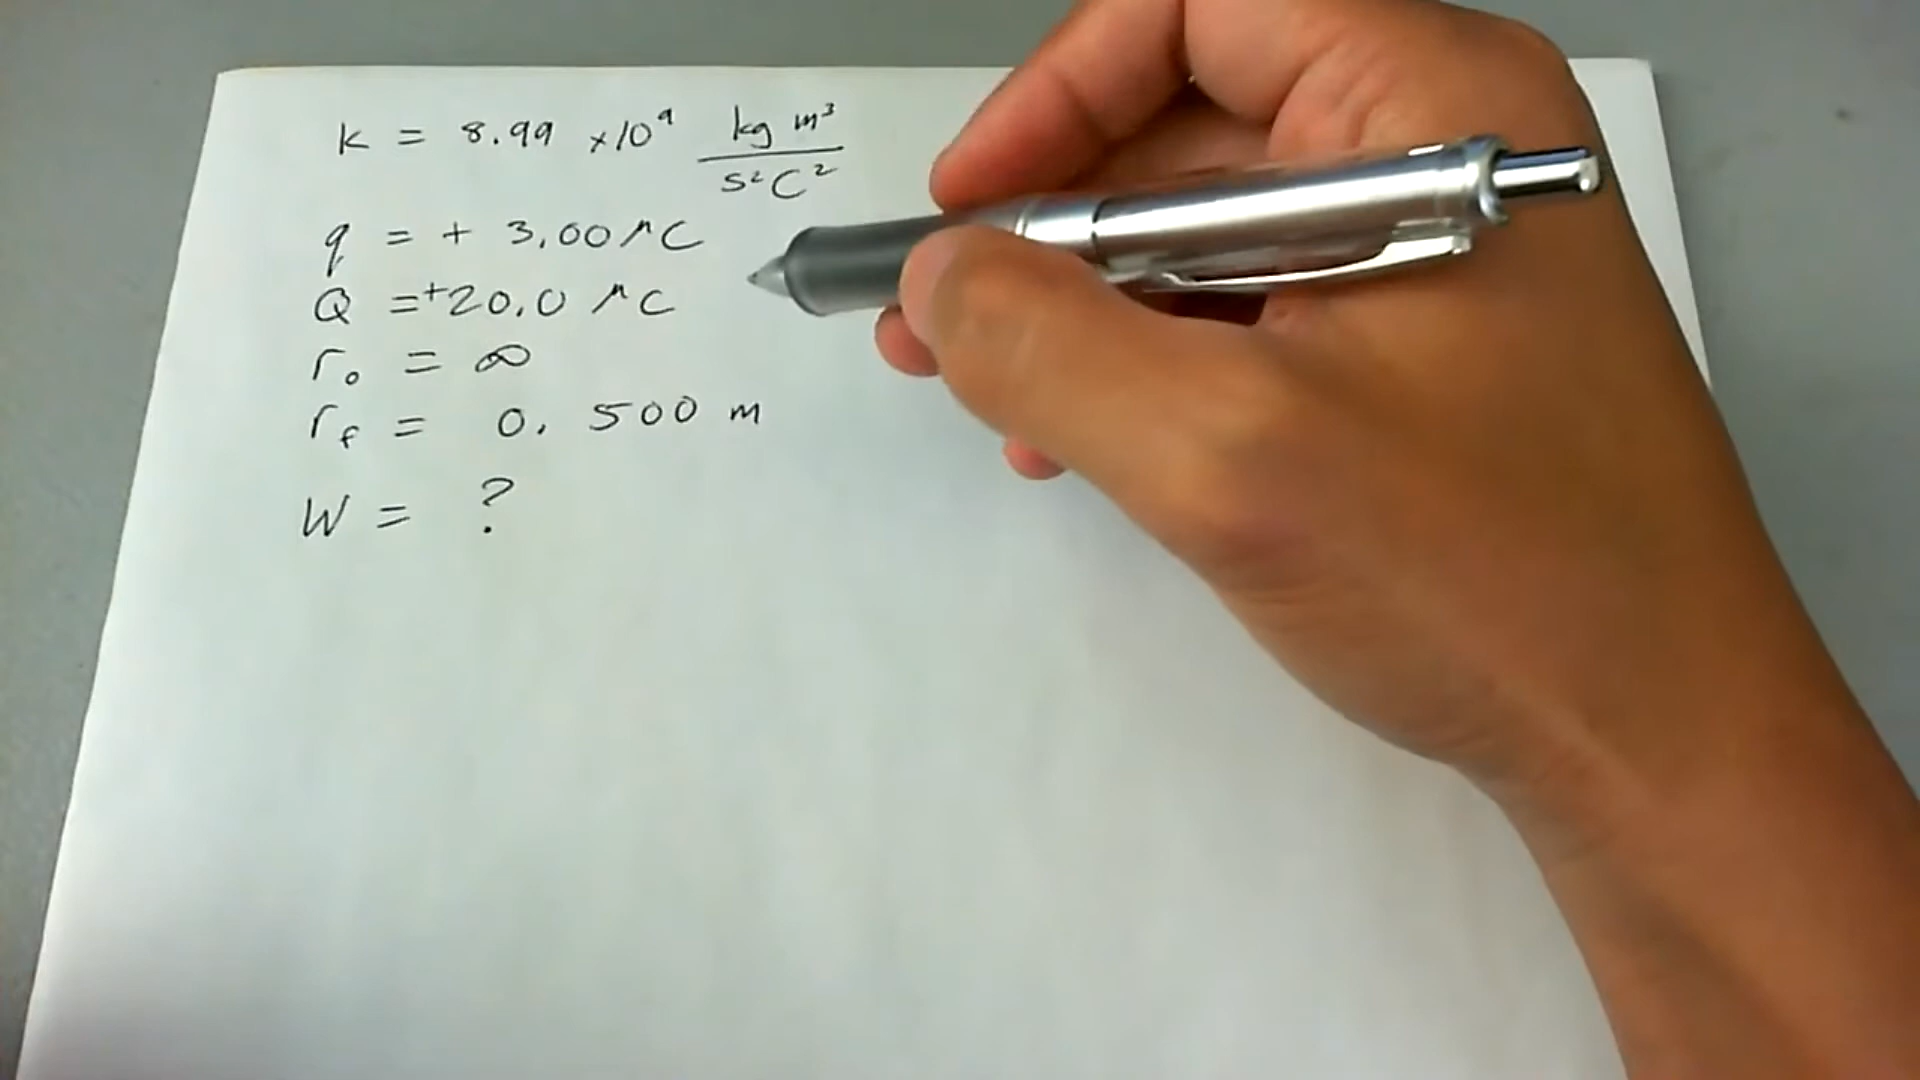 k = 8.99 ×10⁹ kg m³ / s²C²
q = + 3.00 μC
Q = +20.0 μC
r₀ = ∞
r_f = 0.500 m
W = ?